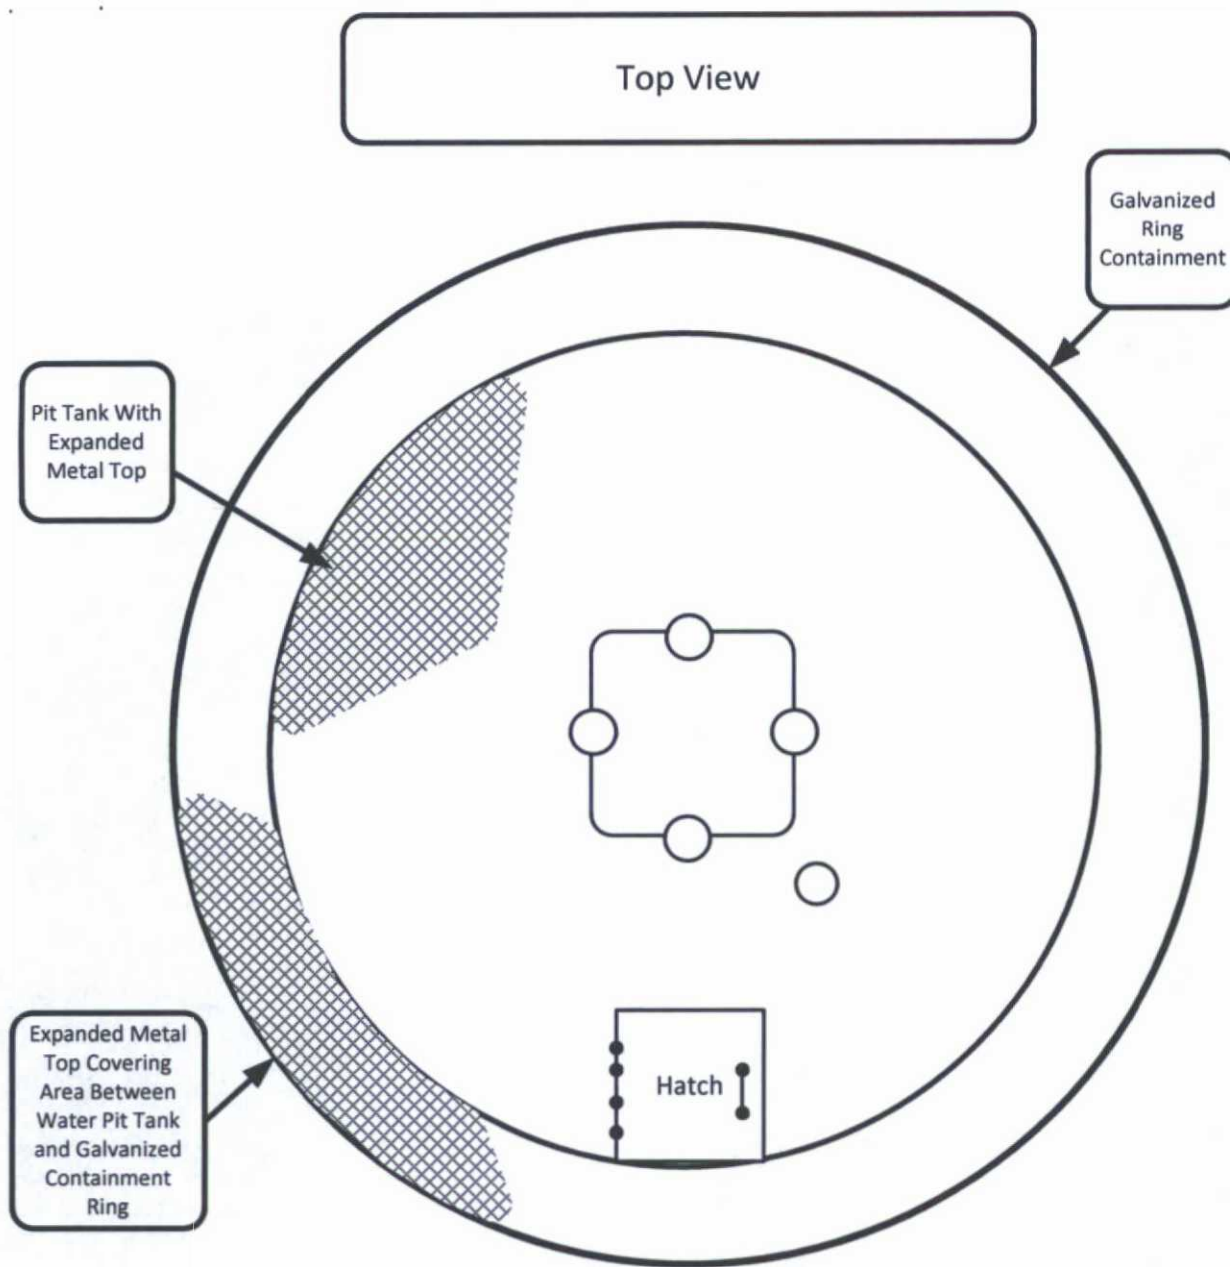 Top View
Galvanized
Ring
Containment
Pit Tank With
Expanded
Metal Top
Expanded Metal
Top Covering
Area Between
Water Pit Tank
and Galvanized
Containment
Ring
Hatch